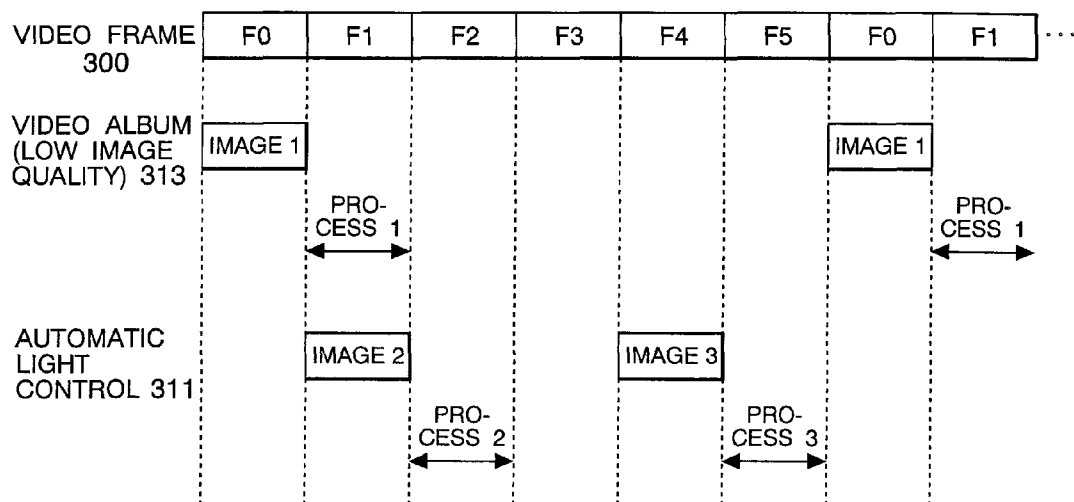 VIDEO FRAME 300 F0 F1 F2 F3 F4 F5 F0 F1 ...
VIDEO ALBUM
(LOW IMAGE
QUALITY) 313
IMAGE 1
IMAGE 1
PRO-
CESS 1
PRO-
CESS 1
AUTOMATIC
LIGHT
CONTROL 311
IMAGE 2
IMAGE 3
PRO-
CESS 2
PRO-
CESS 3